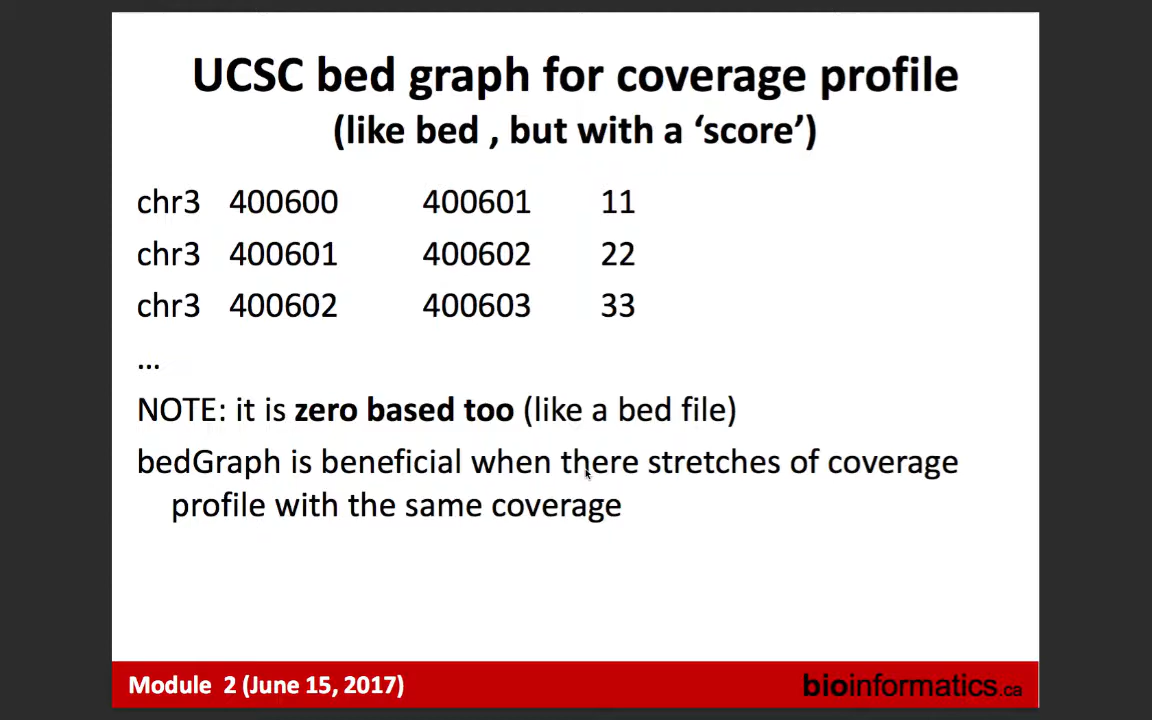 UCSC bed graph for coverage profile
(like bed , but with a ‘score’)
chr3 400600 400601 11
chr3 400601 400602 22
chr3 400602 400603 33
...
NOTE: it is zero based too (like a bed file)
bedGraph is beneficial when there stretches of coverage
profile with the same coverage
Module 2 (June 15, 2017)
bioinformatics.ca